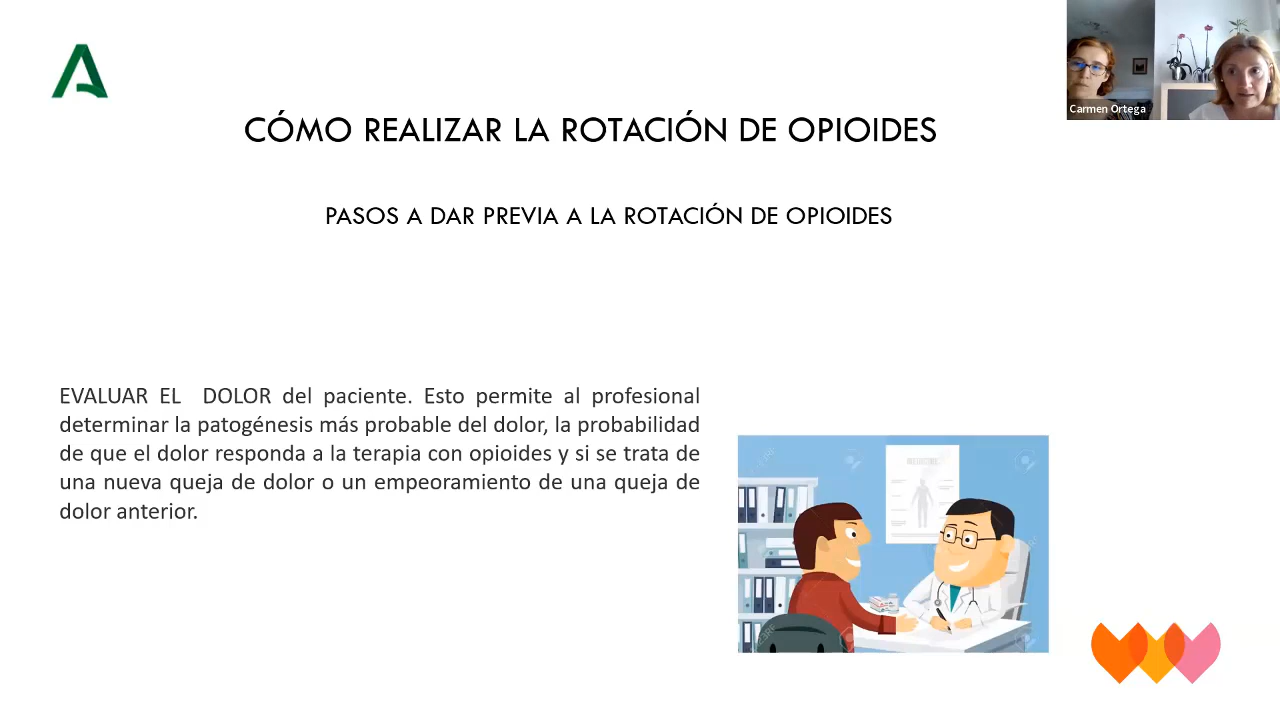 CÓMO REALIZAR LA ROTACIÓN DE OPIOIDES
PASOS A DAR PREVIA A LA ROTACIÓN DE OPIOIDES
EVALUAR EL DOLOR del paciente. Esto permite al profesional
determinar la patogénesis más probable del dolor, la probabilidad
de que el dolor responda a la terapia con opioides y si se trata de
una nueva queja de dolor o un empeoramiento de una queja de
dolor anterior.
Carmen Ortega